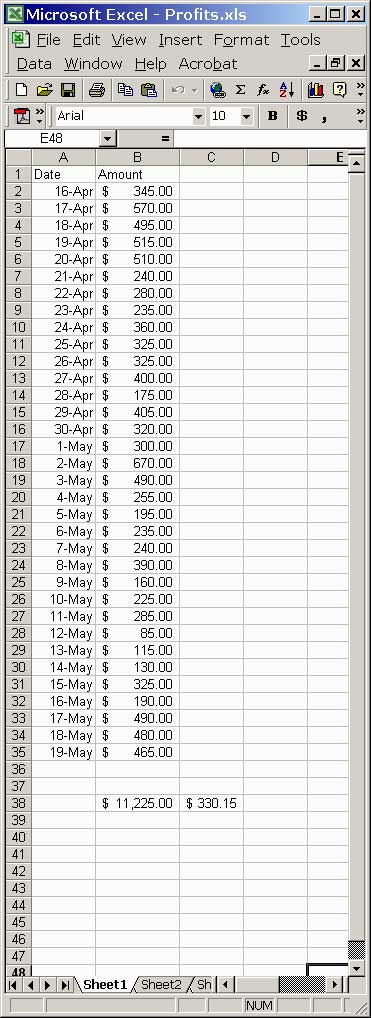 Microsoft Excel - Profits.xls
File Edit View Insert Format Tools
Data Window Help Acrobat
Arial 10 B $ ,
E48 =
A B C D E
1 Date Amount
2 16-Apr $ 345.00
3 17-Apr $ 570.00
4 18-Apr $ 495.00
5 19-Apr $ 515.00
6 20-Apr $ 510.00
7 21-Apr $ 240.00
8 22-Apr $ 280.00
9 23-Apr $ 235.00
10 24-Apr $ 360.00
11 25-Apr $ 325.00
12 26-Apr $ 325.00
13 27-Apr $ 400.00
14 28-Apr $ 175.00
15 29-Apr $ 405.00
16 30-Apr $ 320.00
17 1-May $ 300.00
18 2-May $ 670.00
19 3-May $ 490.00
20 4-May $ 255.00
21 5-May $ 195.00
22 6-May $ 235.00
23 7-May $ 240.00
24 8-May $ 390.00
25 9-May $ 160.00
26 10-May $ 225.00
27 11-May $ 285.00
28 12-May $ 85.00
29 13-May $ 115.00
30 14-May $ 130.00
31 15-May $ 325.00
32 16-May $ 190.00
33 17-May $ 490.00
34 18-May $ 480.00
35 19-May $ 465.00
36
37
38 $ 11,225.00 $ 330.15
39
40
41
42
43
44
45
46
47
48
Sheet1 Sheet2 Sh
NUM